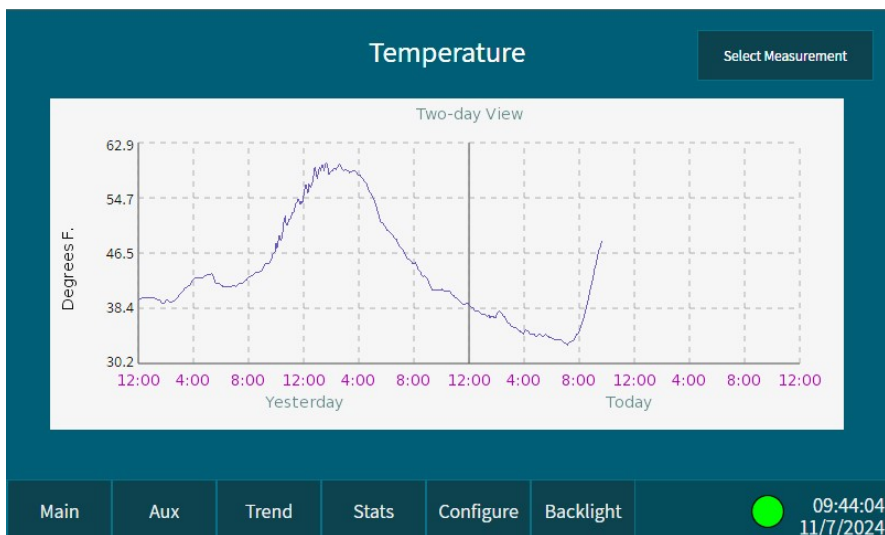 Temperature
Select Measurement
Two-day View
62.9
54.7
46.5
38.4
30.2
Degrees F.
12:00 4:00 8:00 12:00 4:00 8:00 12:00 4:00 8:00 12:00 4:00 8:00 12:00
Yesterday Today
Main Aux Trend Stats Configure Backlight
09:44:04
11/7/2024